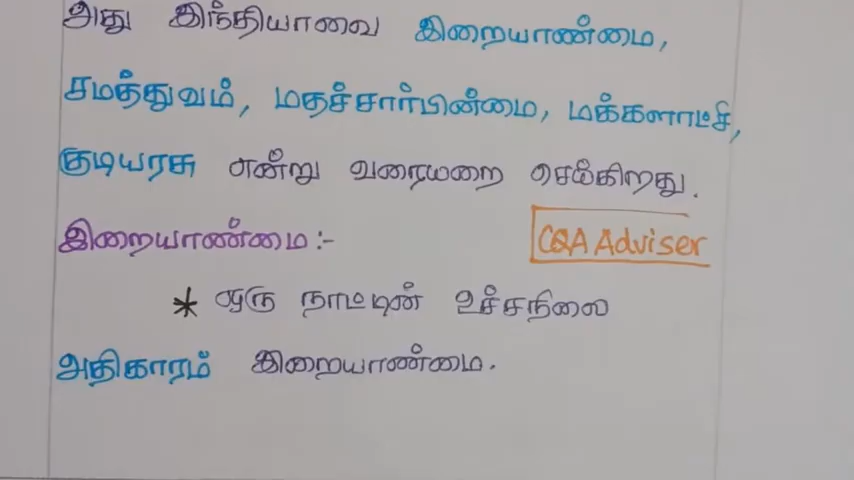 அது இந்தியாவை இறையாண்மை,
சமத்துவம், மதச்சார்பின்மை, மக்களாட்சி,
குடியரசு என்று வரையறை செய்கிறது.
இறையாண்மை :-
CQA Adviser
* ஒரு நாட்டின் உச்சநிலை
அதிகாரம் இறையாண்மை.